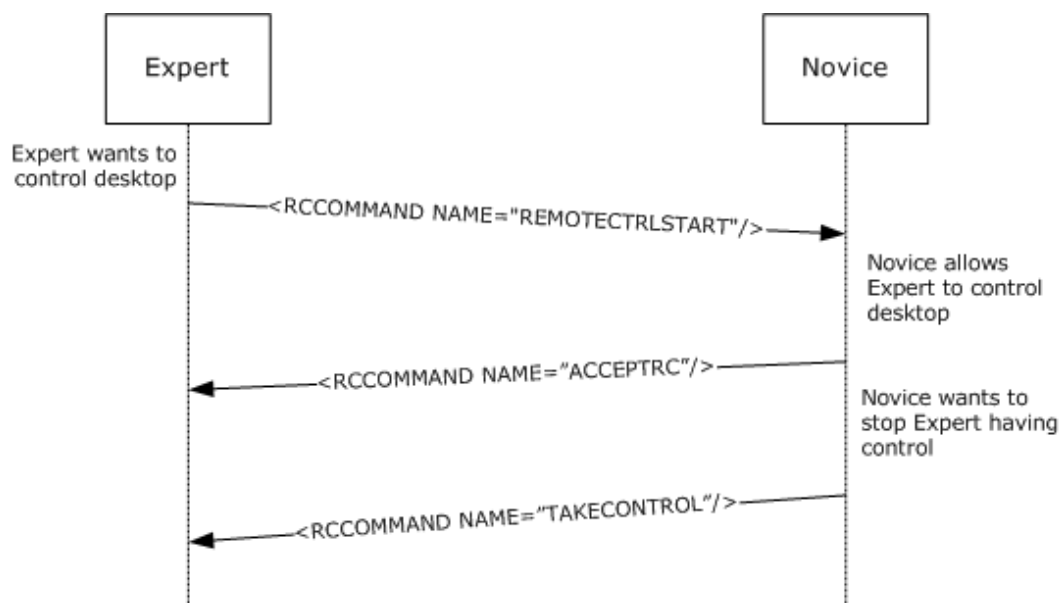 Expert
Novice
Expert wants to
control desktop
<RCCOMMAND NAME="REMOTECTRLSTART"/>
Novice allows
Expert to control
desktop
<RCCOMMAND NAME=”ACCEPTRC”/>
Novice wants to
stop Expert having
control
<RCCOMMAND NAME=”TAKECONTROL”/>